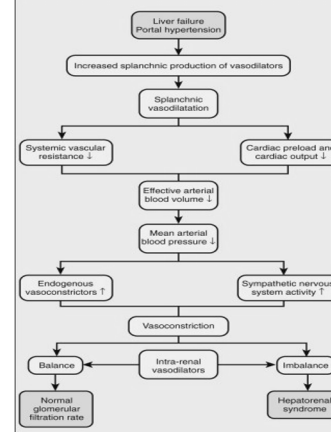 Liver failure
Portal hypertension
Increased splanchnic production of vasodilators
Splanchnic
vasodilatation
Systemic vascular
resistance ↓
Cardiac preload and
cardiac output ↓
Effective arterial
blood volume ↓
Mean arterial
blood pressure ↓
Endogenous
vasoconstrictors ↑
Sympathetic nervous
system activity ↑
Vasoconstriction
Balance
Intra-renal
vasodilators
Imbalance
Normal
glomerular
filtration rate
Hepatorenal
syndrome